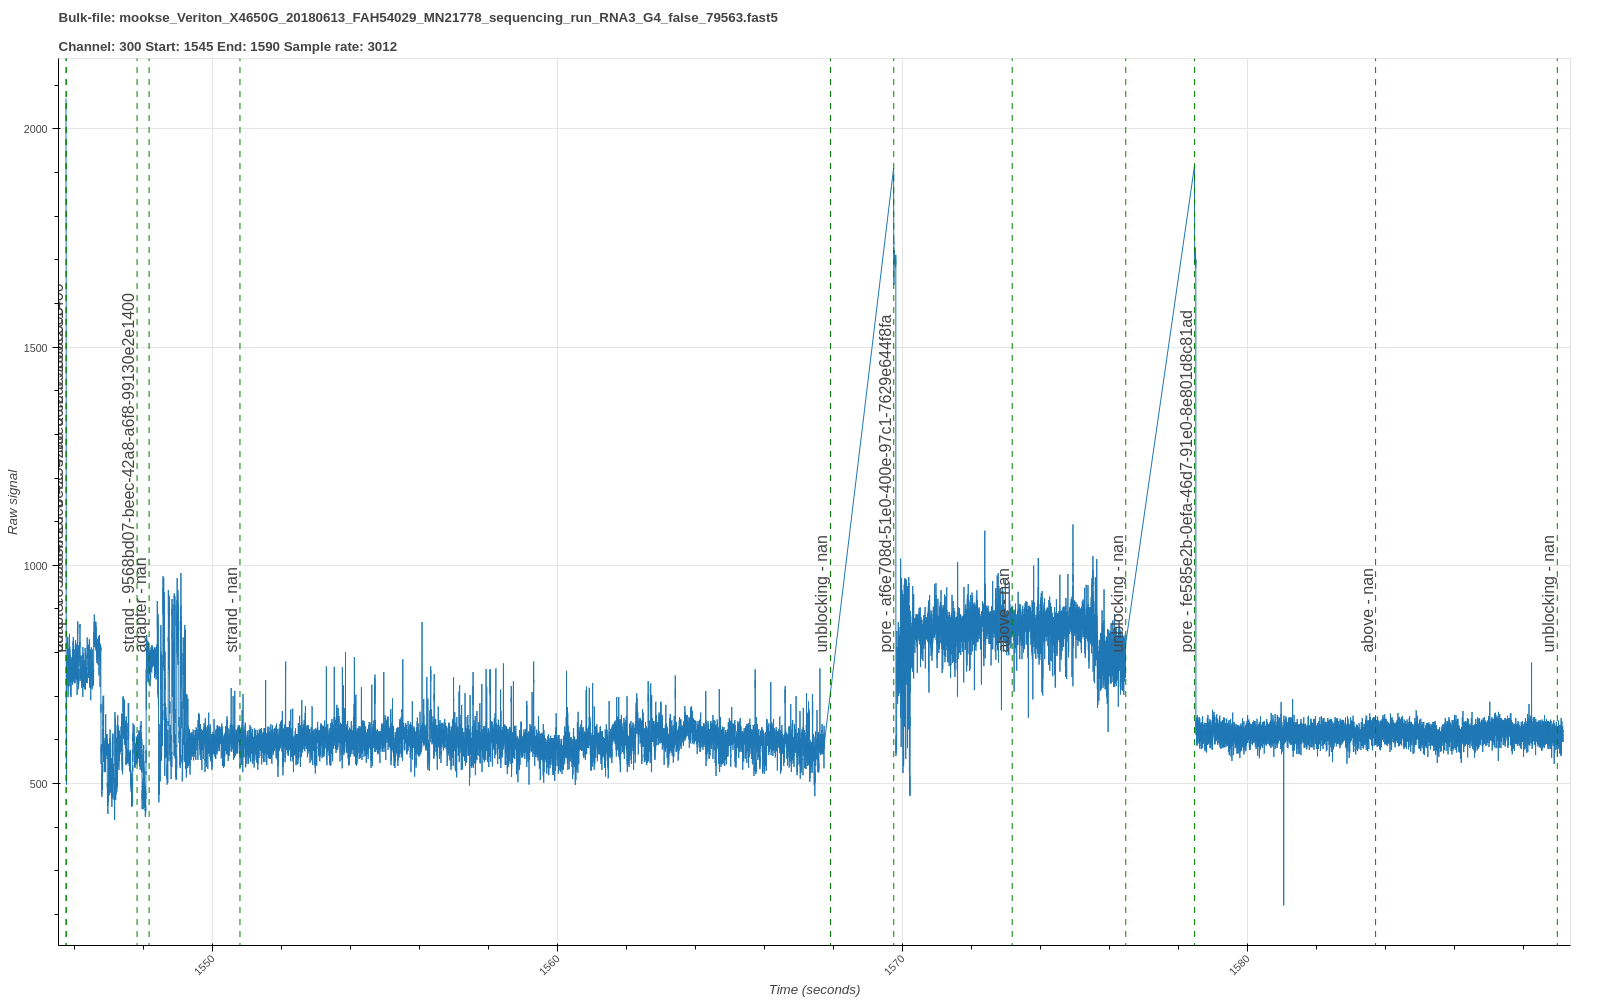 Bulk-file: mookse_Veriton_X4650G_20180613_FAH54029_MN21778_sequencing_run_RNA3_G4_false_79563.fast5
Channel: 300 Start: 1545 End: 1590 Sample rate: 3012
2000
1500
1000
500
Raw signal
strand - 9568bd07-beec-42a8-a6f8-99130e2e1400
adapter - nan
strand - nan
unblocking - nan
pore - af6e708d-51e0-400e-97c1-7629e644f8fa
above - nan
unblocking - nan
pore - fe585e2b-0efa-46d7-91e0-8e801d8c81ad
above - nan
unblocking - nan
1550
1560
1570
1580
Time (seconds)